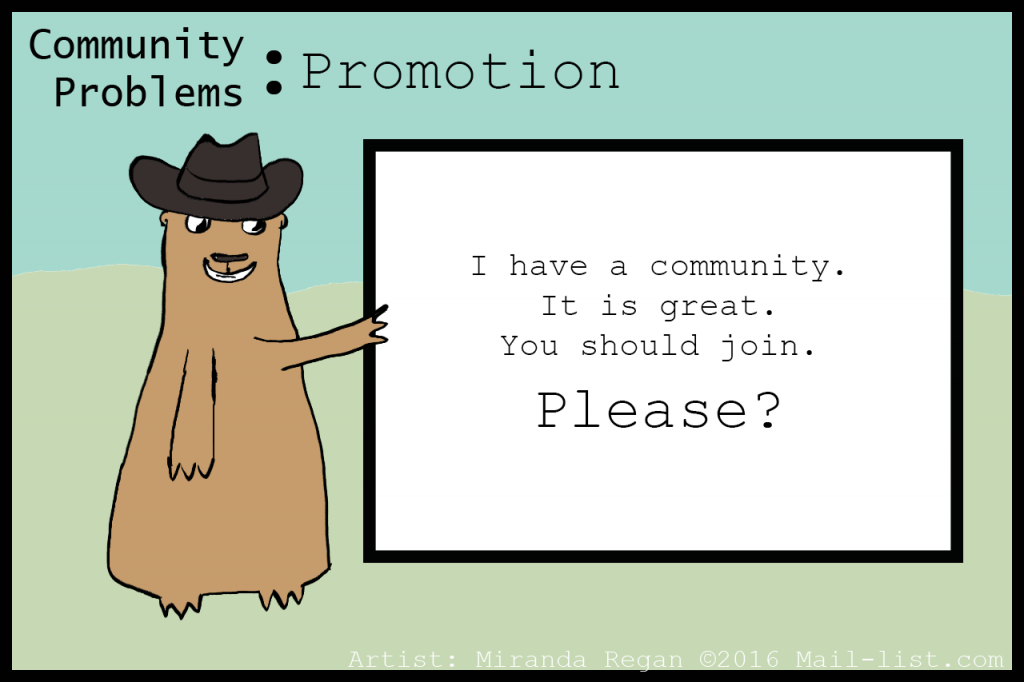 Community
Problems
: Promotion
I have a community.
It is great.
You should join.
Please?
Artist: Miranda Regan ©2016 Mail-list.com